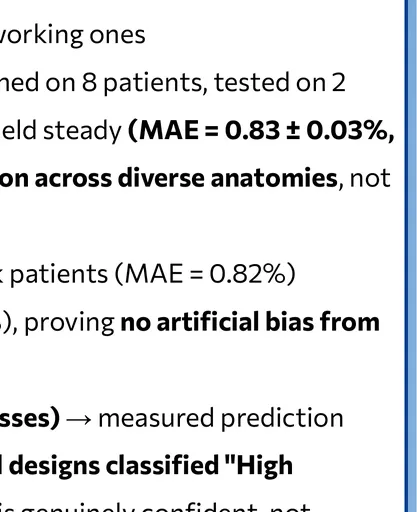 working ones
ned on 8 patients, tested on 2
eld steady (MAE = 0.83 ± 0.03%,
on across diverse anatomies, not
patients (MAE = 0.82%)
), proving no artificial bias from
sses) → measured prediction
designs classified "High
is genuinely confident, not